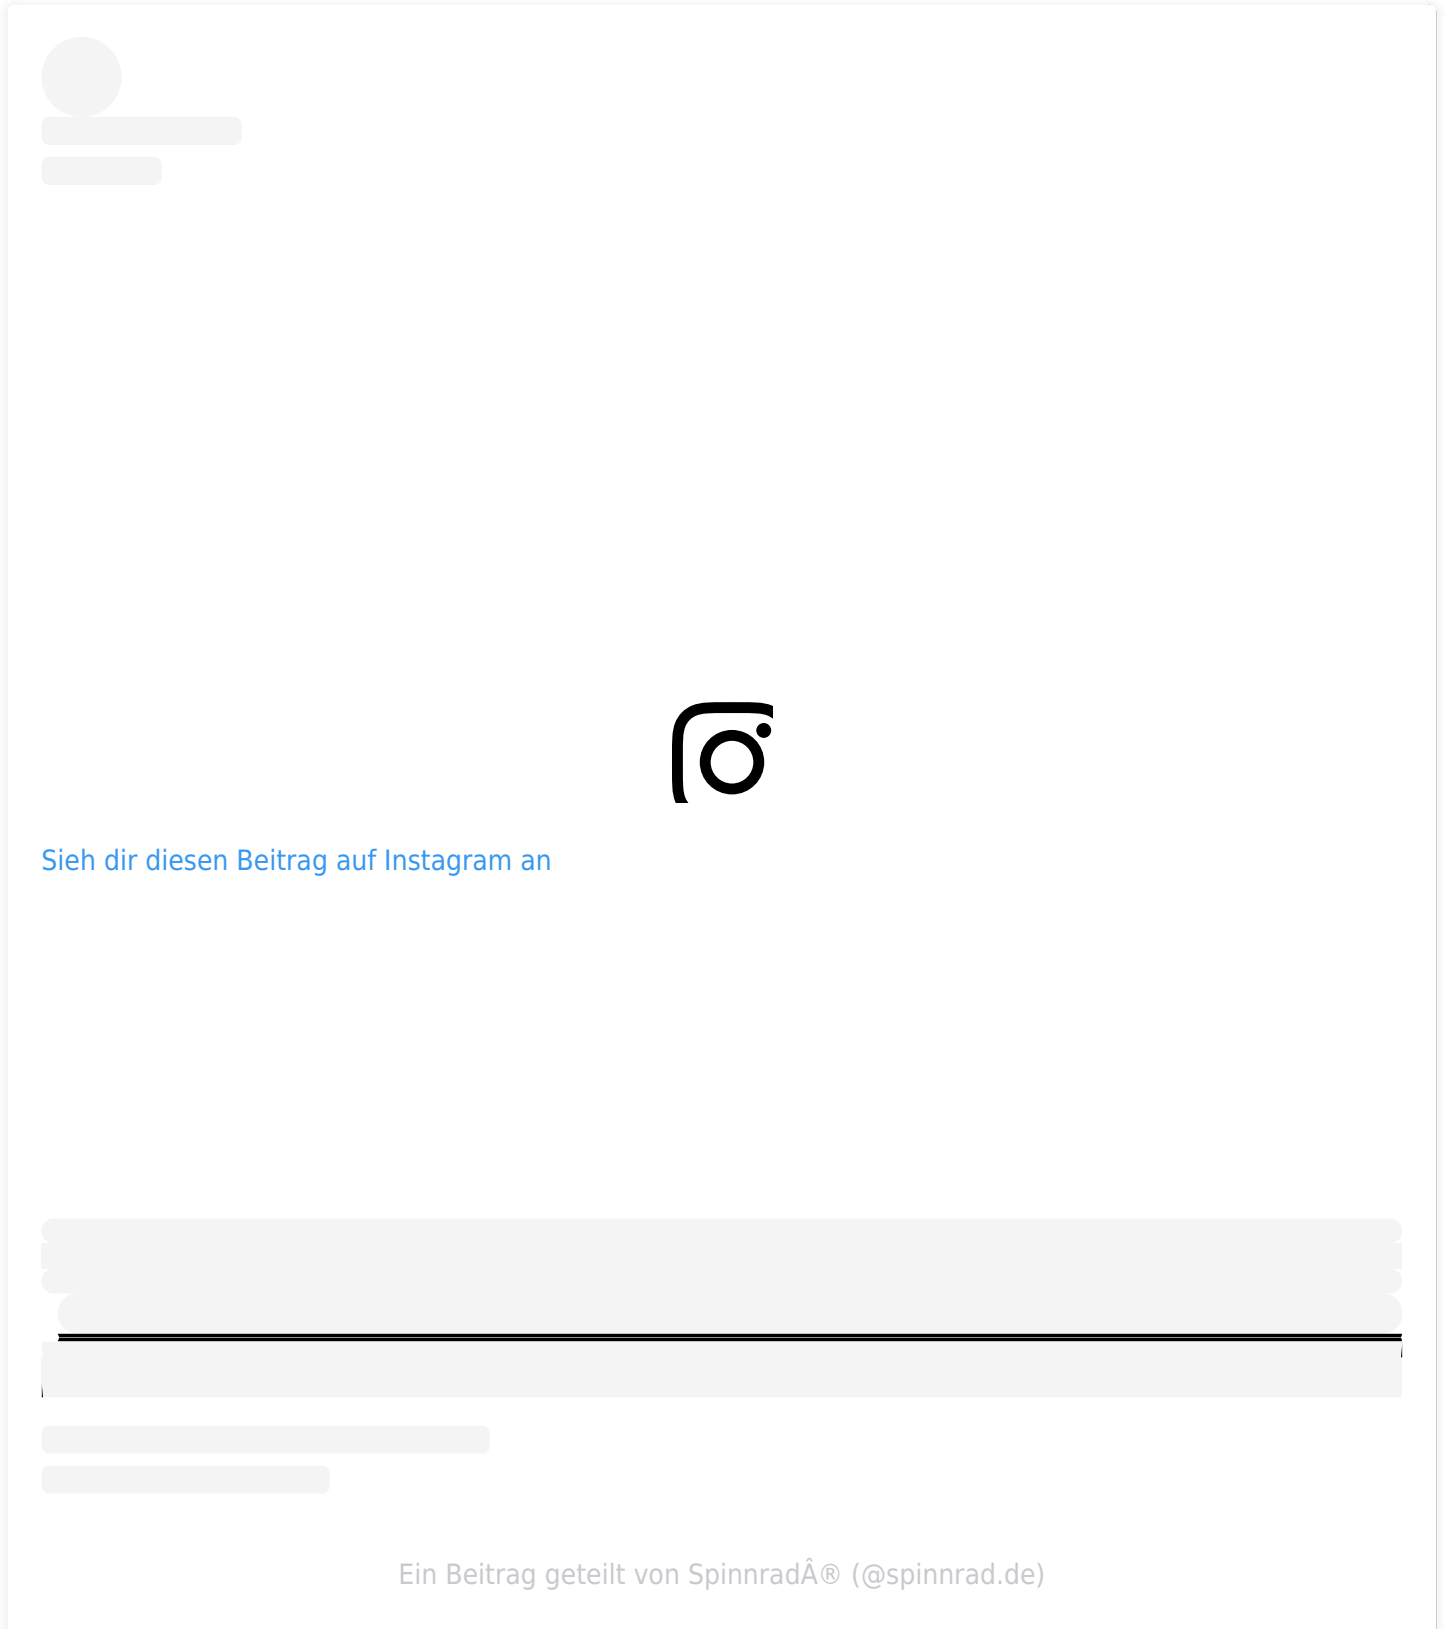 Sieh dir diesen Beitrag auf Instagram an
Ein Beitrag geteilt von SpinnradÂ® (@spinnrad.de)